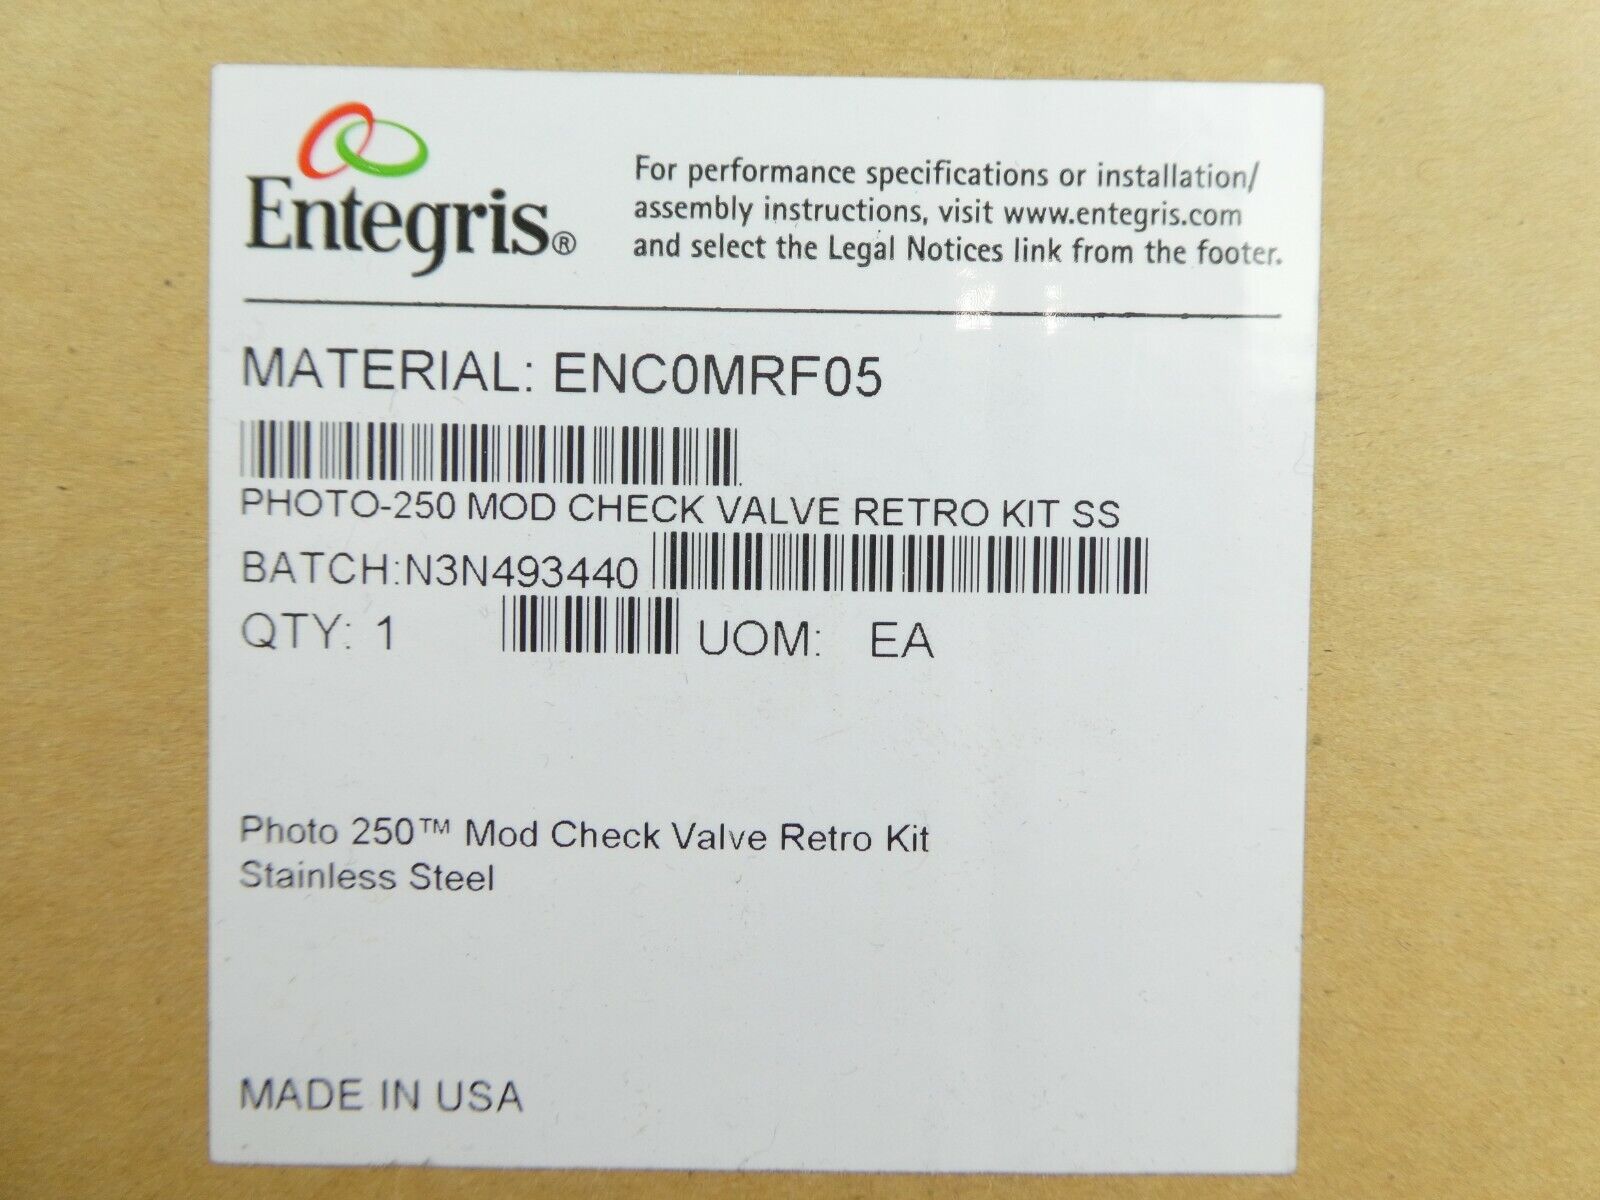 Entegris®
For performance specifications or installation/
assembly instructions, visit www.entegris.com
and select the Legal Notices link from the footer.
MATERIAL: ENC0MRF05
PHOTO-250 MOD CHECK VALVE RETRO KIT SS
BATCH:N3N493440
QTY: 1 UOM: EA
Photo 250™ Mod Check Valve Retro Kit
Stainless Steel
MADE IN USA